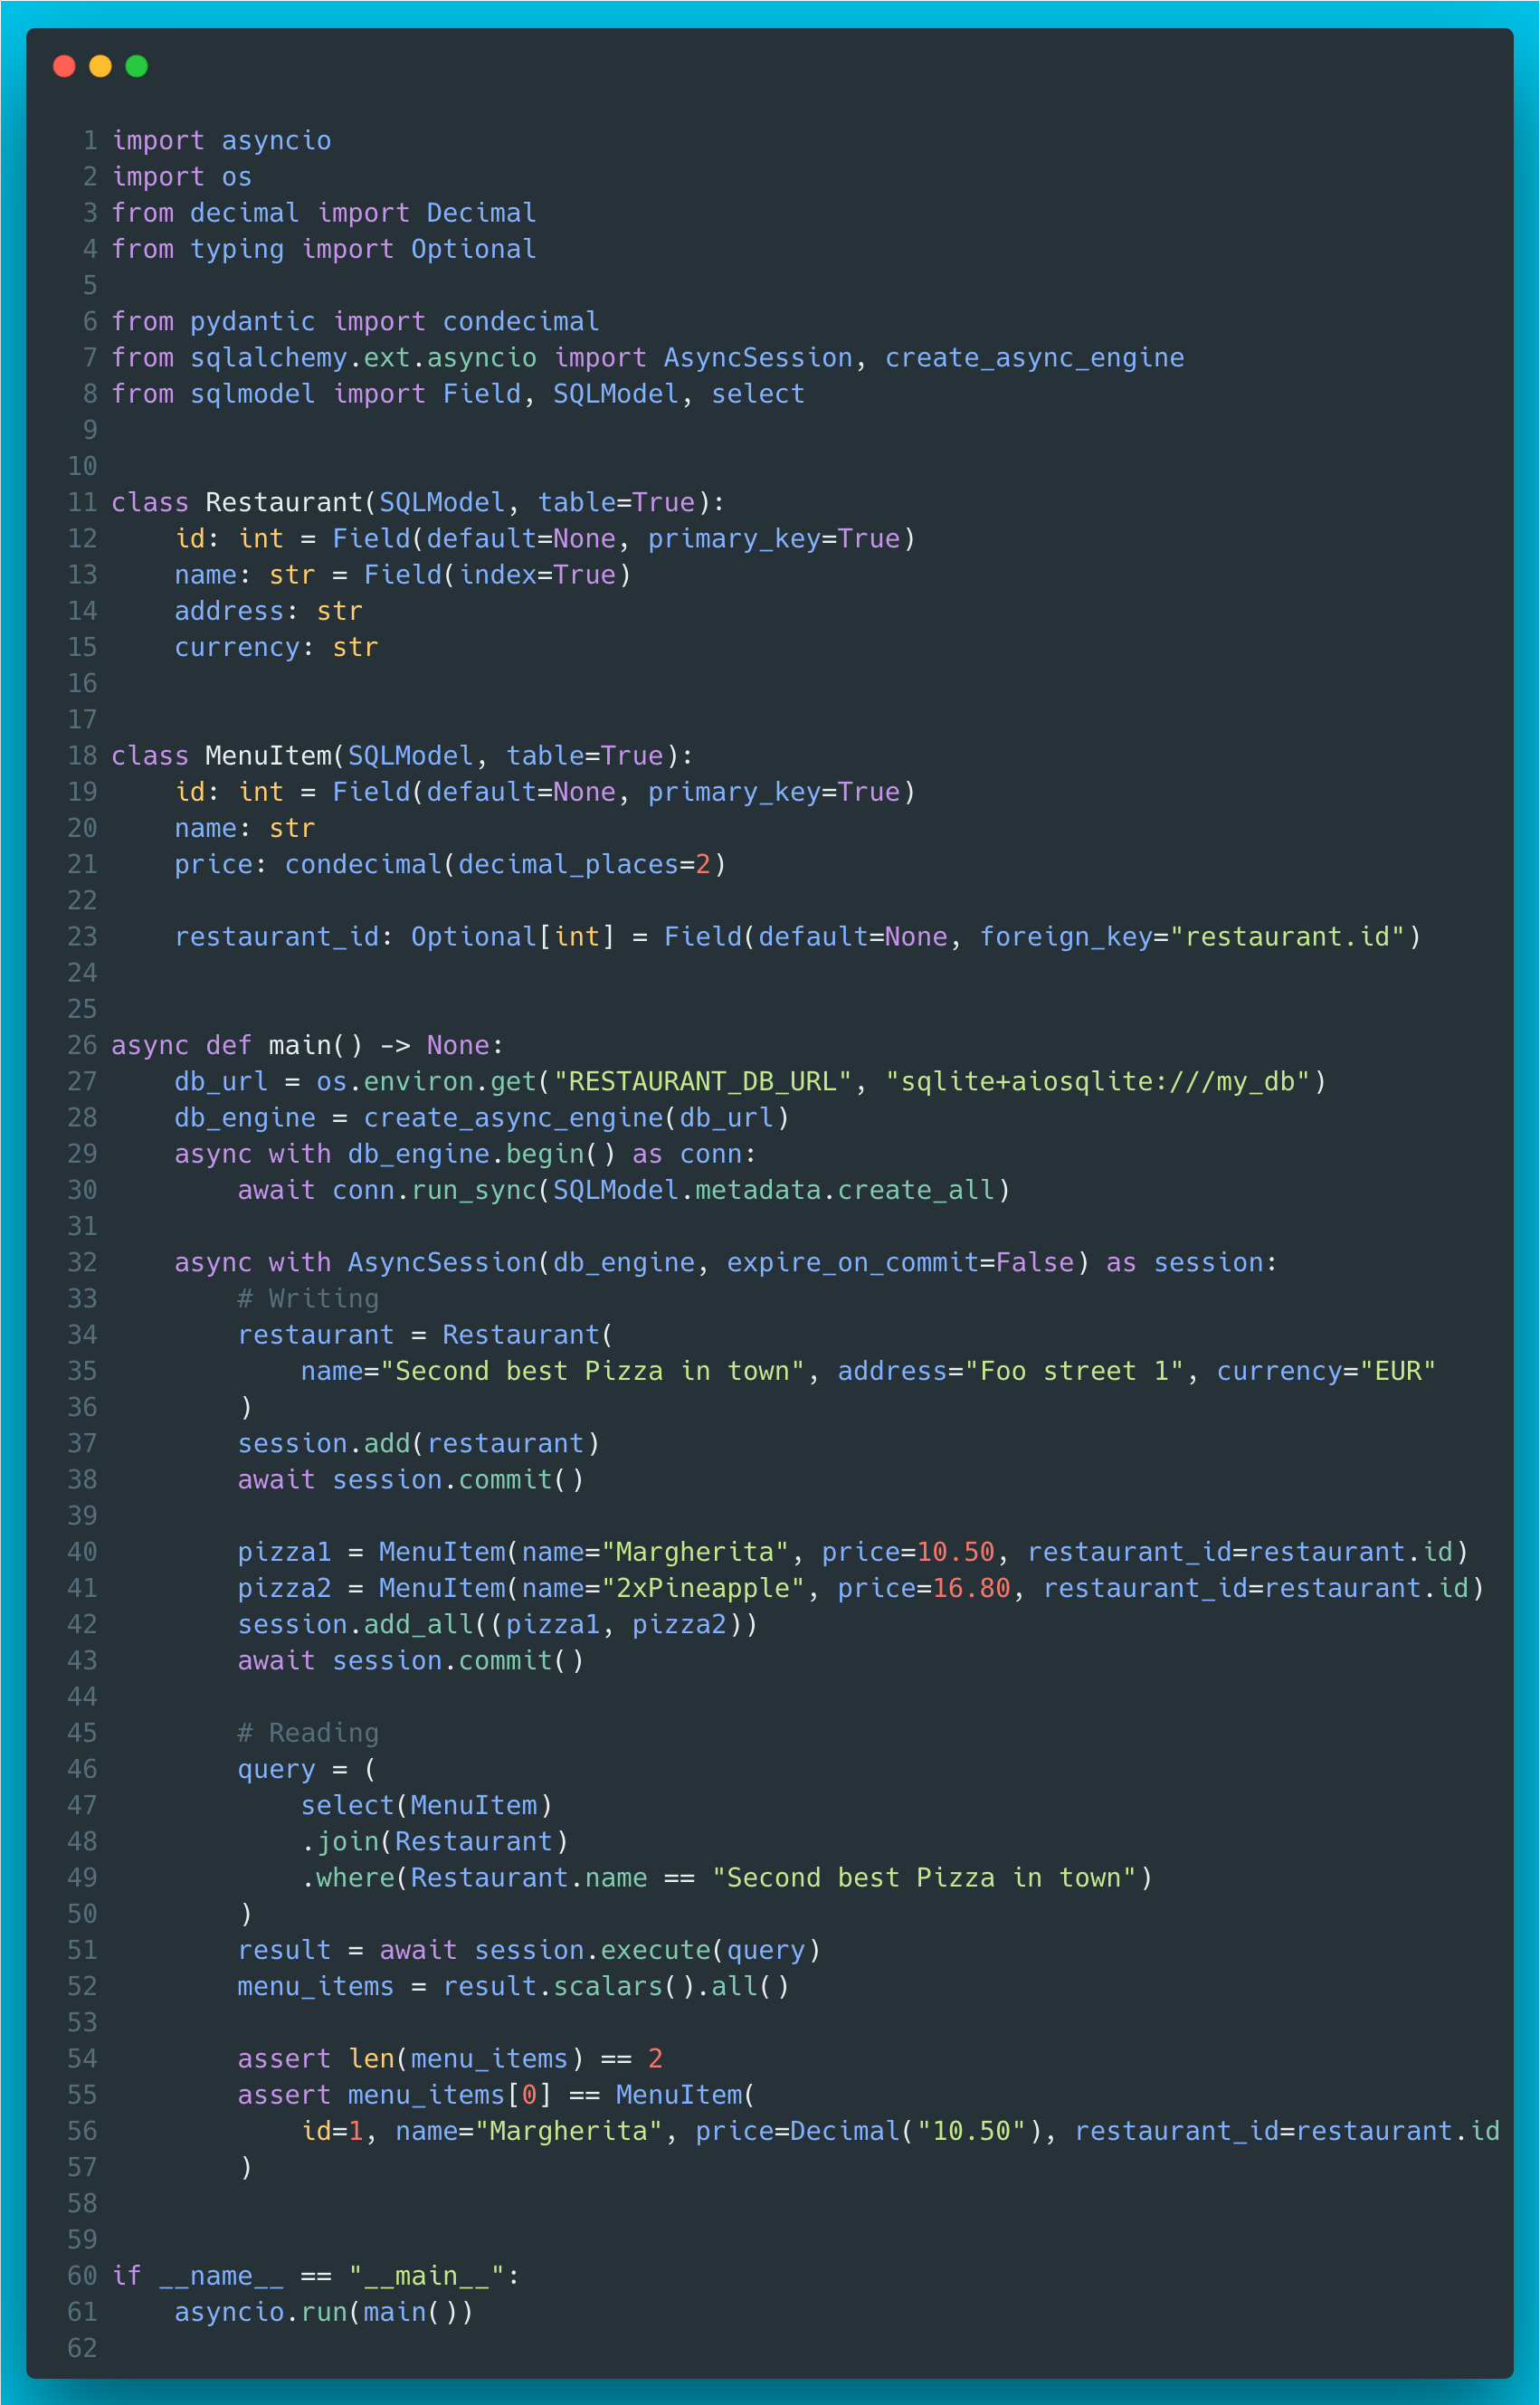 1 import asyncio
2 import os
3 from decimal import Decimal
4 from typing import Optional
5
6 from pydantic import condecimal
7 from sqlalchemy.ext.asyncio import AsyncSession, create_async_engine
8 from sqlmodel import Field, SQLModel, select
9
10
11 class Restaurant(SQLModel, table=True):
12     id: int = Field(default=None, primary_key=True)
13     name: str = Field(index=True)
14     address: str
15     currency: str
16
17
18 class MenuItem(SQLModel, table=True):
19     id: int = Field(default=None, primary_key=True)
20     name: str
21     price: condecimal(decimal_places=2)
22
23     restaurant_id: Optional[int] = Field(default=None, foreign_key="restaurant.id")
24
25
26 async def main() -> None:
27     db_url = os.environ.get("RESTAURANT_DB_URL", "sqlite+aiosqlite:///my_db")
28     db_engine = create_async_engine(db_url)
29     async with db_engine.begin() as conn:
30         await conn.run_sync(SQLModel.metadata.create_all)
31
32     async with AsyncSession(db_engine, expire_on_commit=False) as session:
33         # Writing
34         restaurant = Restaurant(
35             name="Second best Pizza in town", address="Foo street 1", currency="EUR"
36         )
37         session.add(restaurant)
38         await session.commit()
39
40         pizza1 = MenuItem(name="Margherita", price=10.50, restaurant_id=restaurant.id)
41         pizza2 = MenuItem(name="2xPineapple", price=16.80, restaurant_id=restaurant.id)
42         session.add_all((pizza1, pizza2))
43         await session.commit()
44
45         # Reading
46         query = (
47             select(MenuItem)
48             .join(Restaurant)
49             .where(Restaurant.name == "Second best Pizza in town")
50         )
51         result = await session.execute(query)
52         menu_items = result.scalars().all()
53
54         assert len(menu_items) == 2
55         assert menu_items[0] == MenuItem(
56             id=1, name="Margherita", price=Decimal("10.50"), restaurant_id=restaurant.id
57         )
58
59
60 if __name__ == "__main__":
61     asyncio.run(main())
62